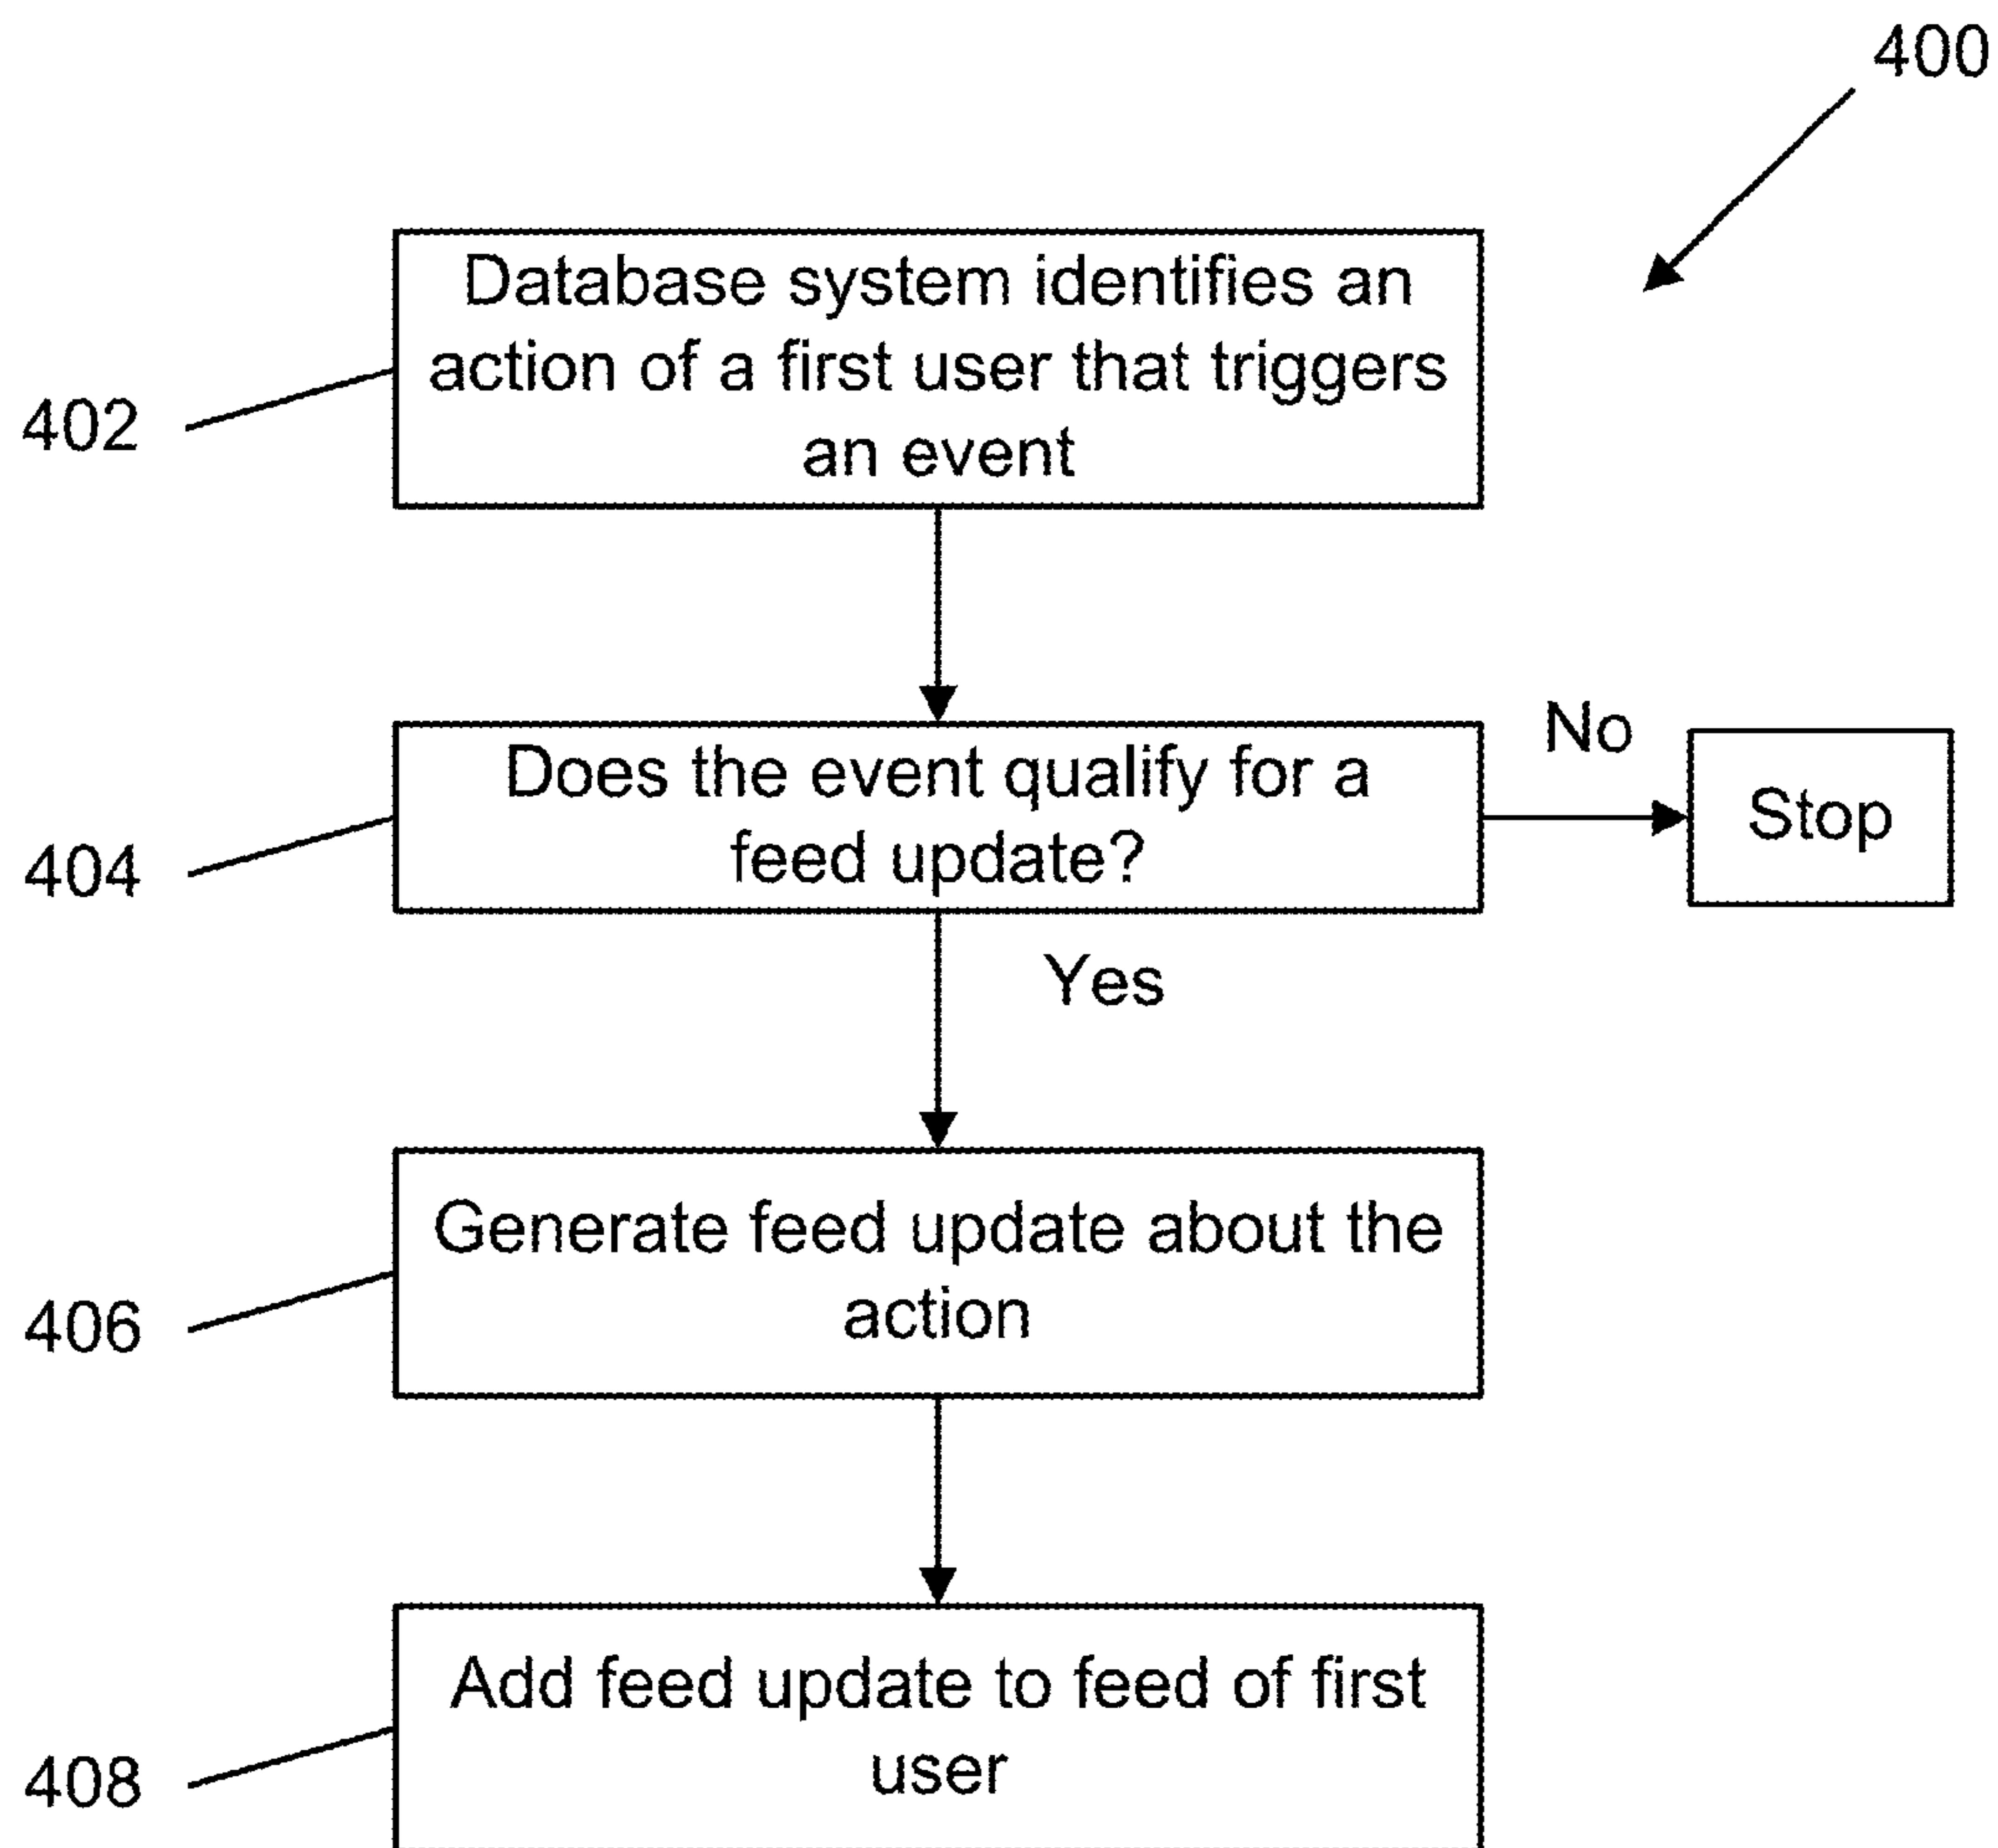 400
Database system identifies an
action of a first user that triggers
an event
402
Does the event qualify for a
feed update?
404
No
Stop
Yes
Generate feed update about the
action
406
Add feed update to feed of first
user
408